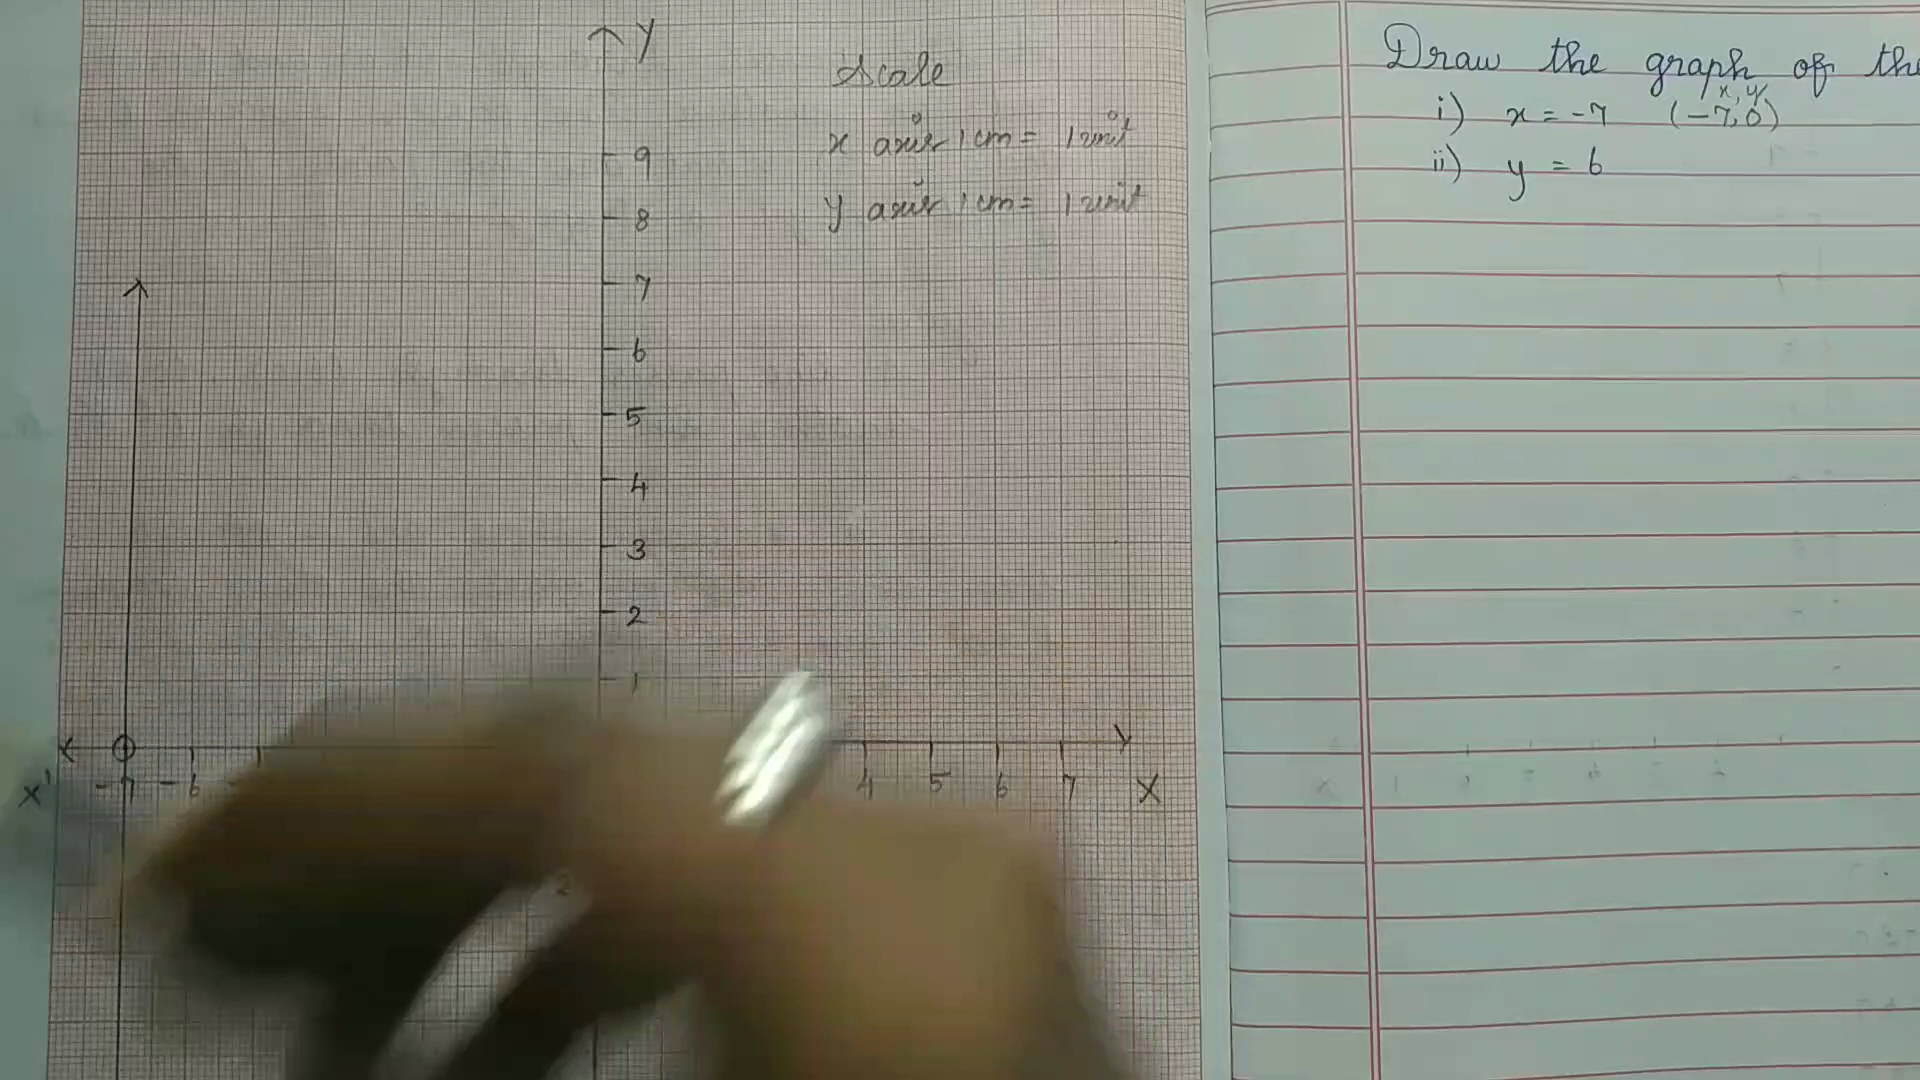 Y
Scale
x axis 1 cm = 1 unit
y axis 1 cm = 1 unit
9
8
7
6
5
4
3
2
1
X' -7 -6 4 5 6 7 X
2
Draw the graph of the
x, y
i) x = -7 (-7, 0)
ii) y = 6